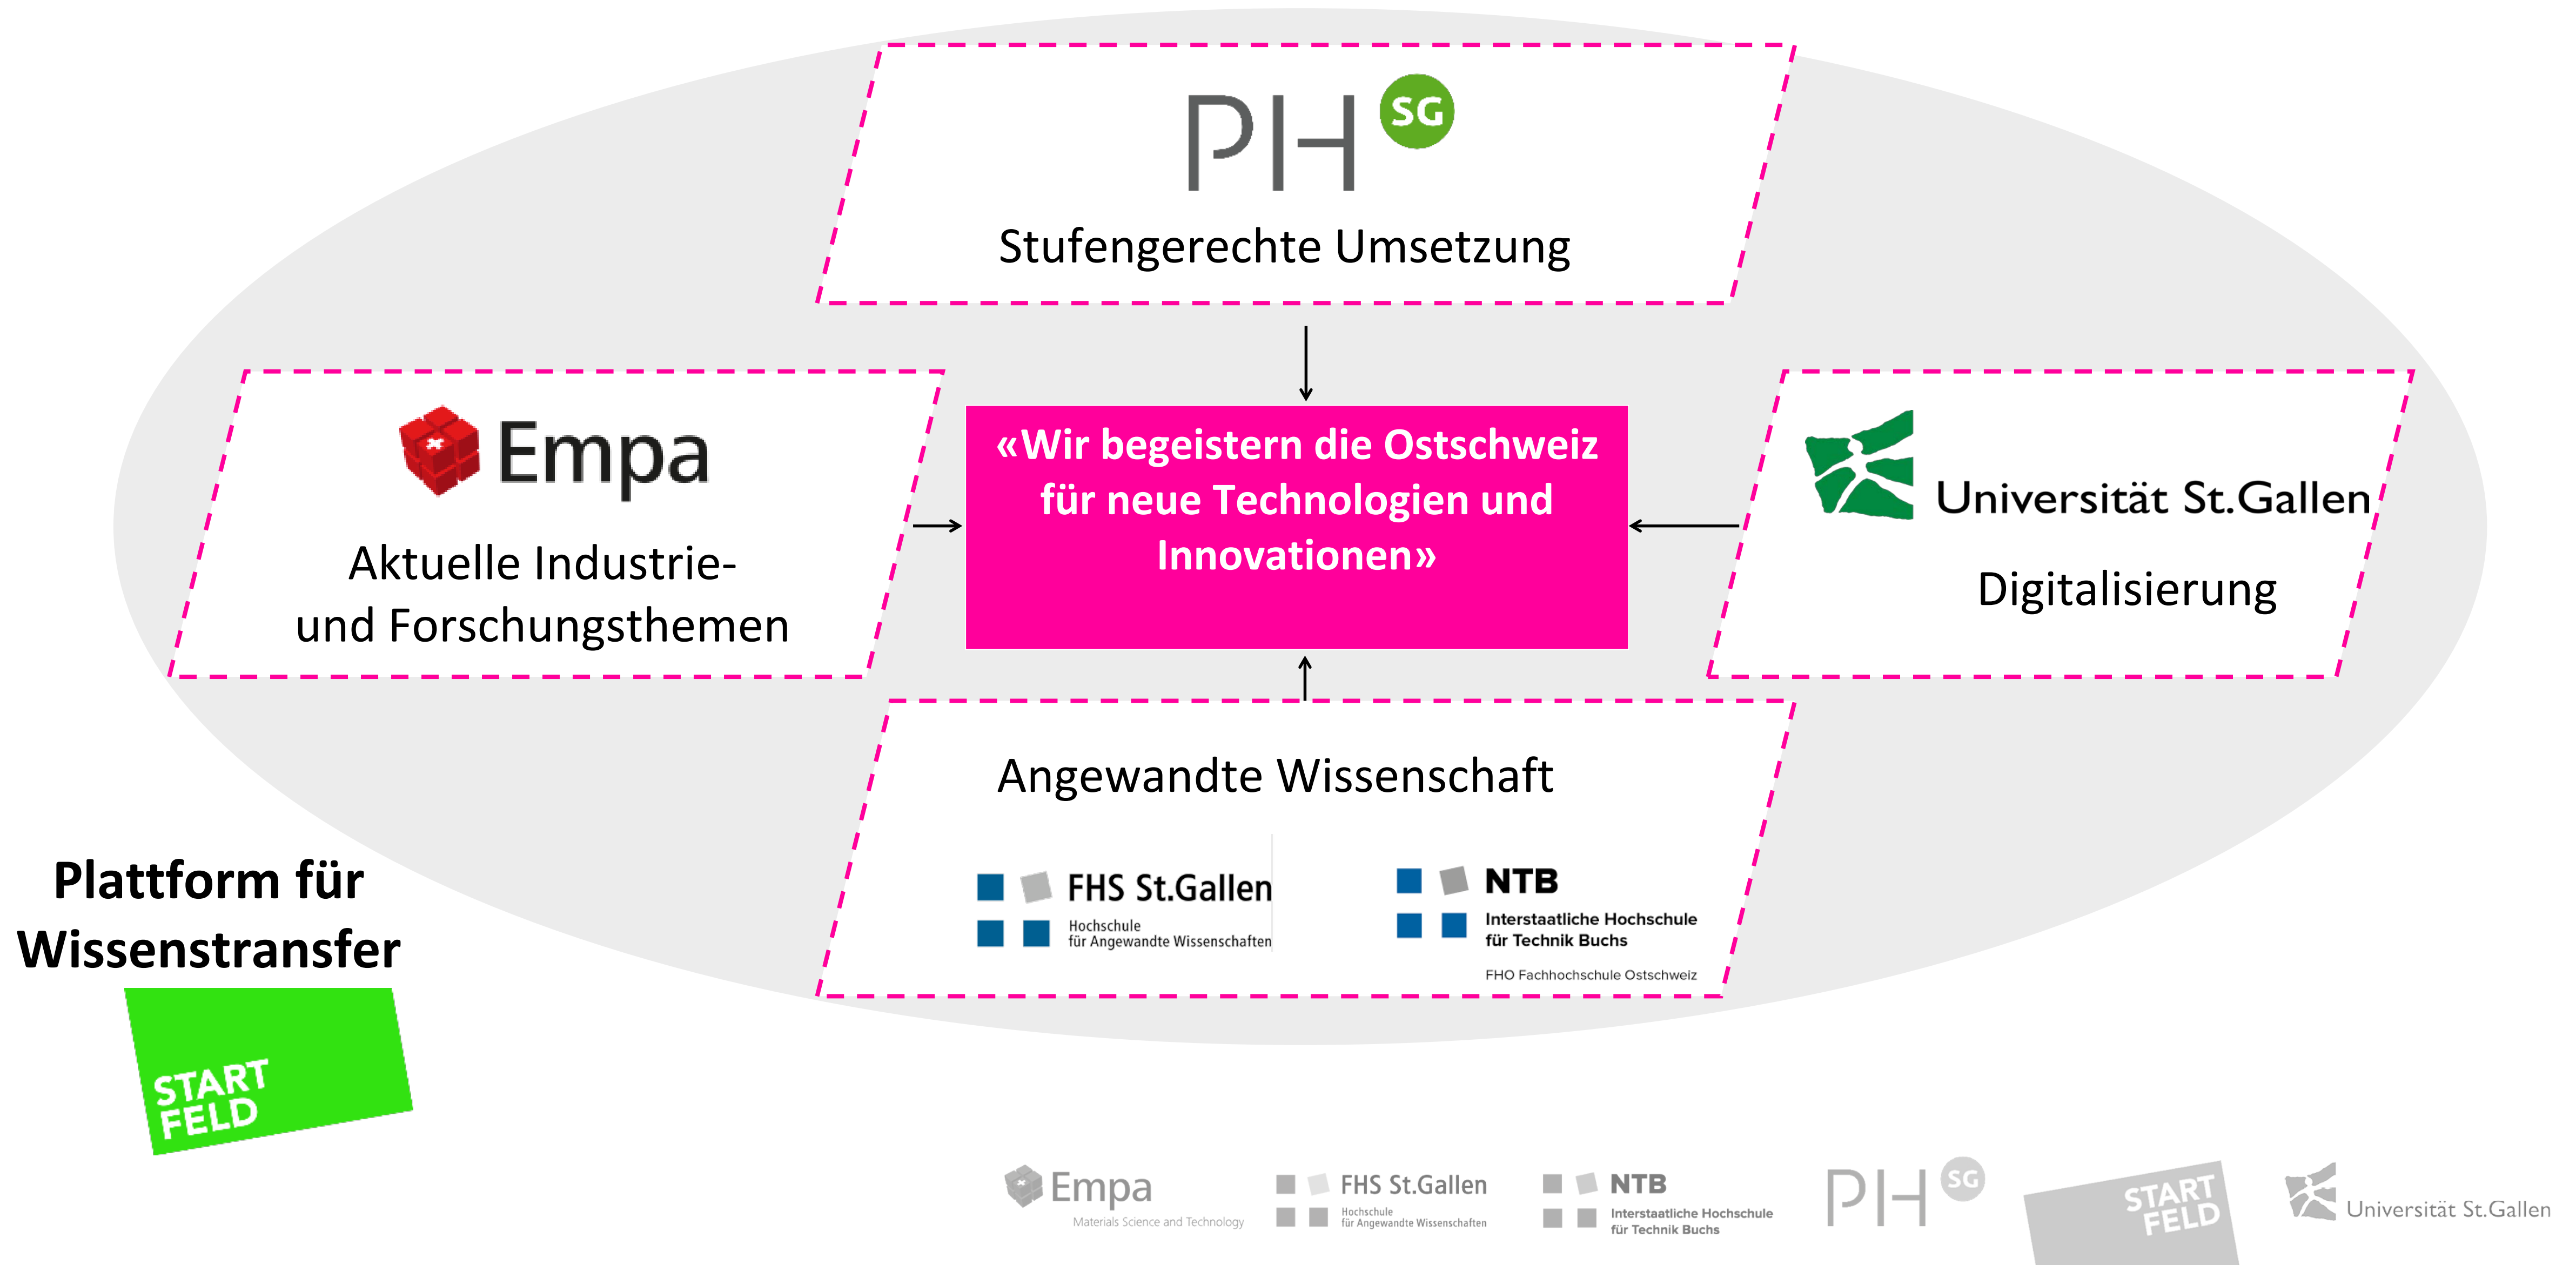 PH SG
Stufengerechte Umsetzung
Empa
Aktuelle Industrie-
und Forschungsthemen
«Wir begeistern die Ostschweiz
für neue Technologien und
Innovationen»
Universität St.Gallen
Digitalisierung
Angewandte Wissenschaft
FHS St.Gallen
Hochschule
für Angewandte Wissenschaften
NTB
Interstaatliche Hochschule
für Technik Buchs
FHO Fachhochschule Ostschweiz
Plattform für
Wissenstransfer
START
FELD
Empa
Materials Science and Technology
FHS St.Gallen
Hochschule
für Angewandte Wissenschaften
NTB
Interstaatliche Hochschule
für Technik Buchs
PH SG
START
FELD
Universität St.Gallen